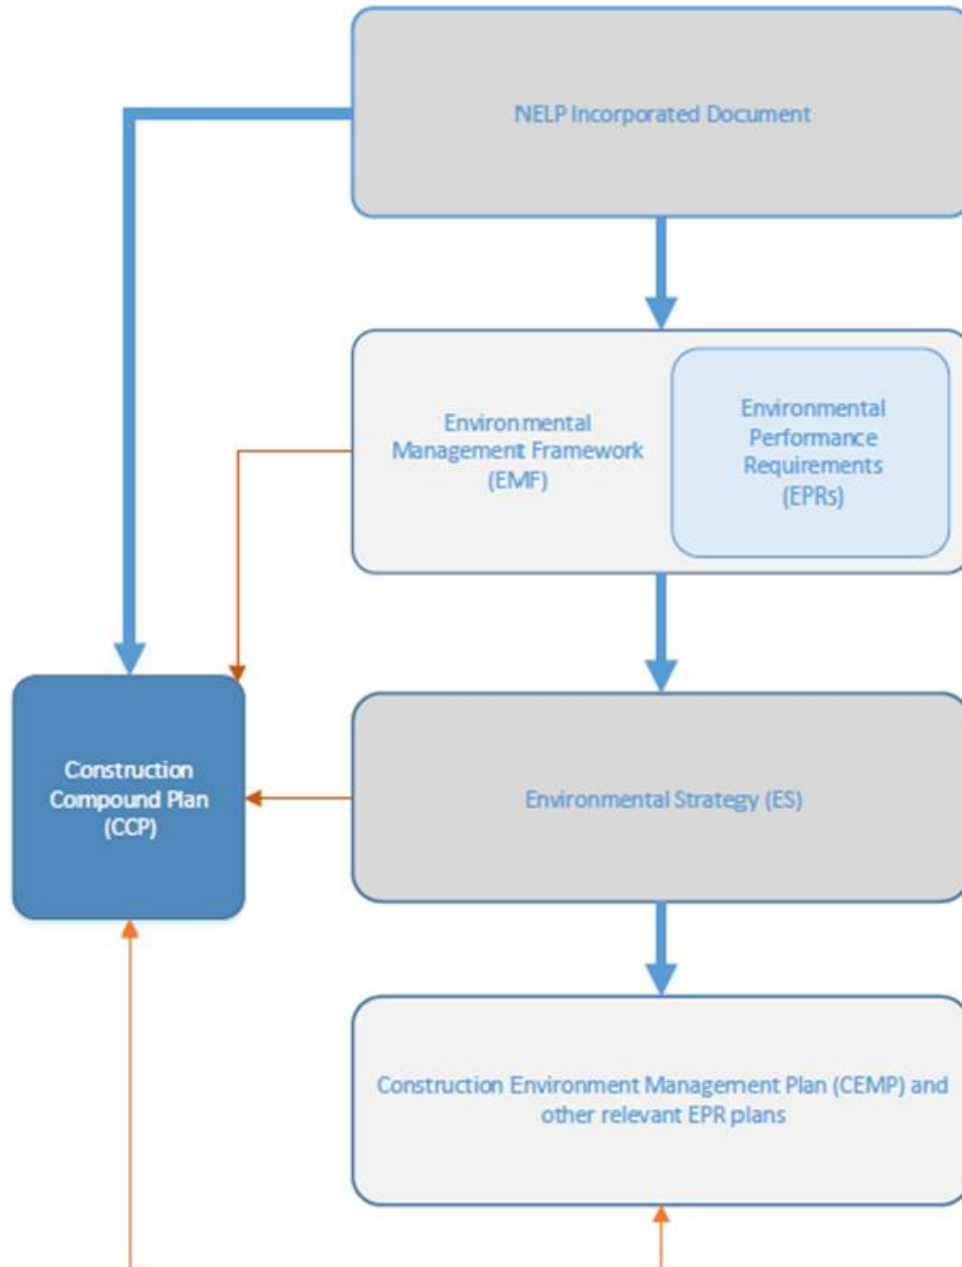 NELP Incorporated Document
Environmental
Management Framework
(EMF)
Environmental
Performance
Requirements
(EPRs)
Construction
Compound Plan
(CCP)
Environmental Strategy (ES)
Construction Environment Management Plan (CEMP) and
other relevant EPR plans